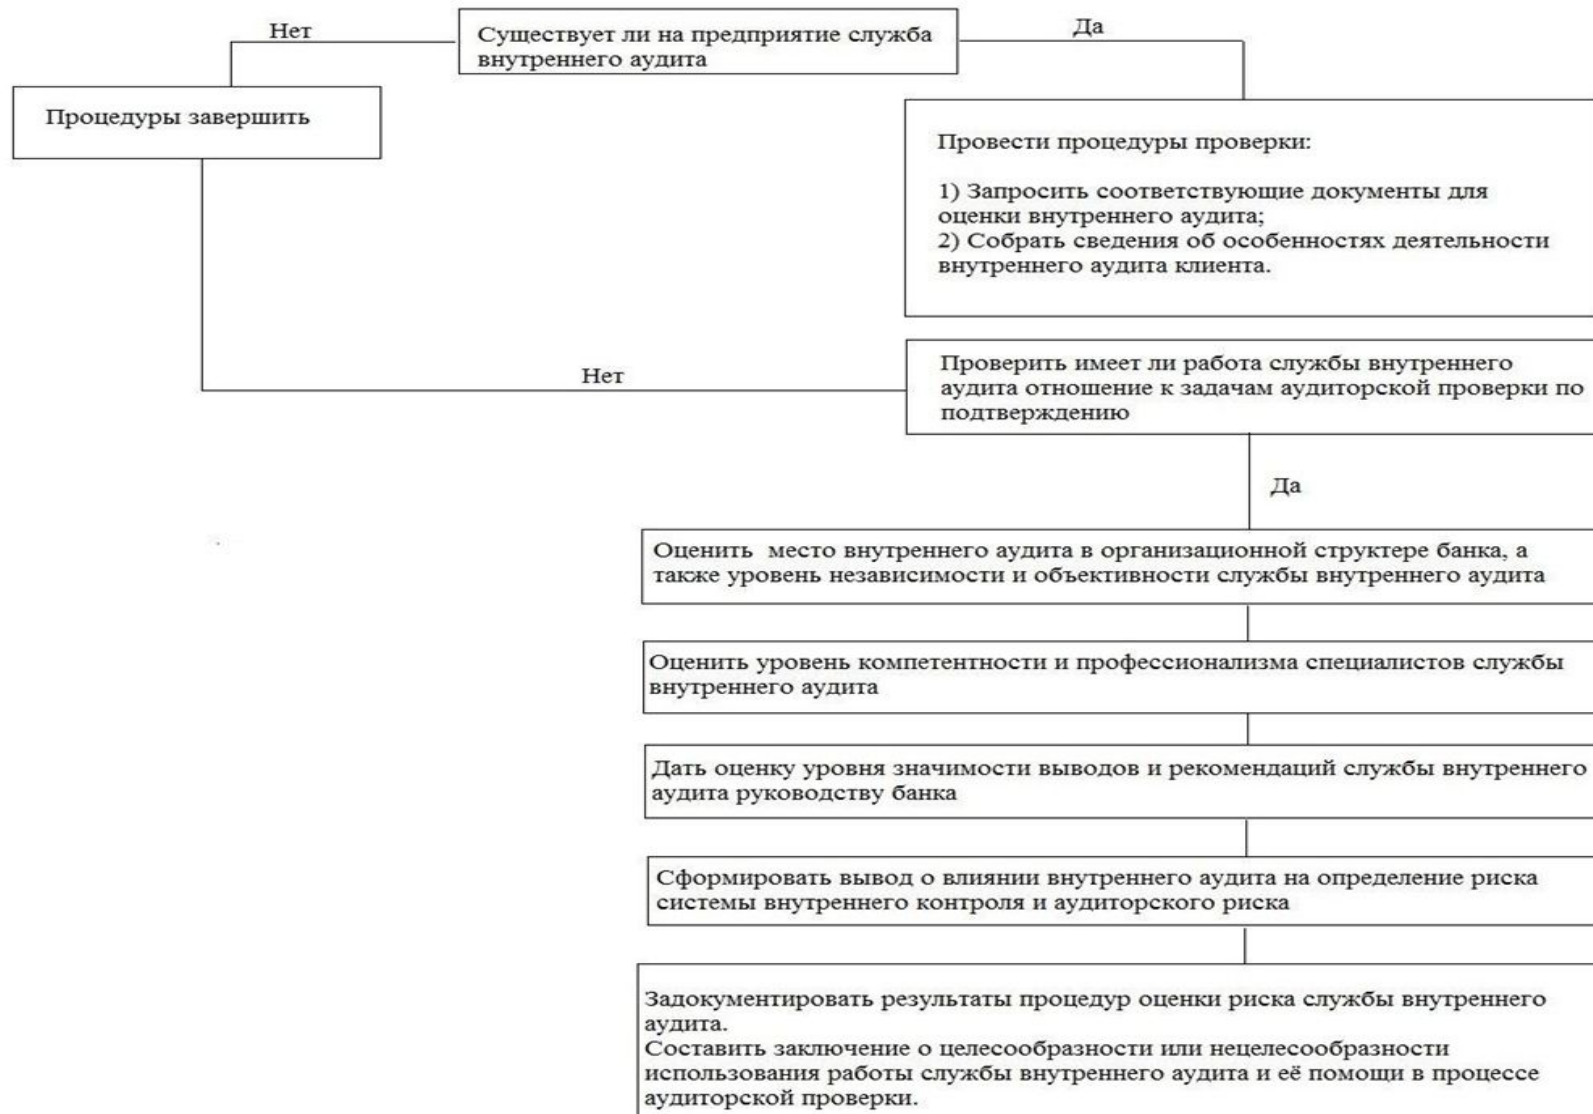 Нет
Существует ли на предприятие служба
внутреннего аудита
Да
Процедуры завершить
Провести процедуры проверки:
1) Запросить соответствующие документы для
оценки внутреннего аудита;
2) Собрать сведения об особенностях деятельности
внутреннего аудита клиента.
Нет
Проверить имеет ли работа службы внутреннего
аудита отношение к задачам аудиторской проверки по
подтверждению
Да
Оценить место внутреннего аудита в организационной структере банка, а
также уровень независимости и объективности службы внутреннего аудита
Оценить уровень компетентности и профессионализма специалистов службы
внутреннего аудита
Дать оценку уровня значимости выводов и рекомендаций службы внутреннего
аудита руководству банка
Сформировать вывод о влиянии внутреннего аудита на определение риска
системы внутреннего контроля и аудиторского риска
Задокументировать результаты процедур оценки риска службы внутреннего
аудита.
Составить заключение о целесообразности или нецелесообразности
использования работы службы внутреннего аудита и её помощи в процессе
аудиторской проверки.